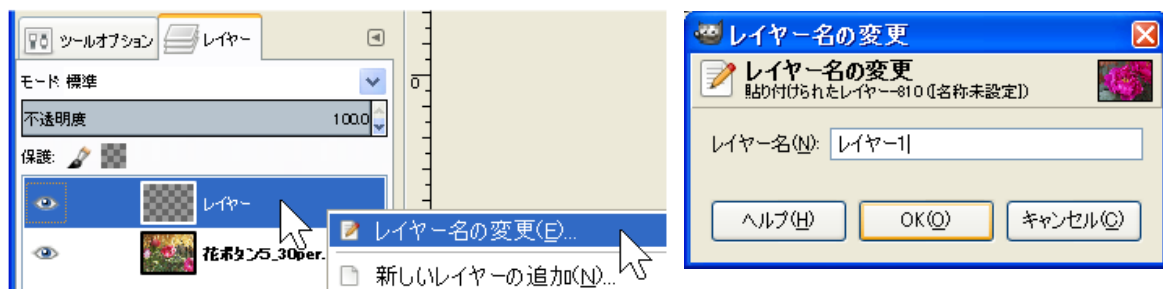 ツールオプション レイヤー
モード: 標準
不透明度 100.0
保護:
レイヤー
花ボタン5_30per.
レイヤー名の変更(E)...
新しいレイヤーの追加(N)...
0
レイヤー名の変更
レイヤー名の変更
貼り付けられたレイヤー-810 ([名称未設定])
レイヤー名(N): レイヤー1
ヘルプ(H) OK(O) キャンセル(C)